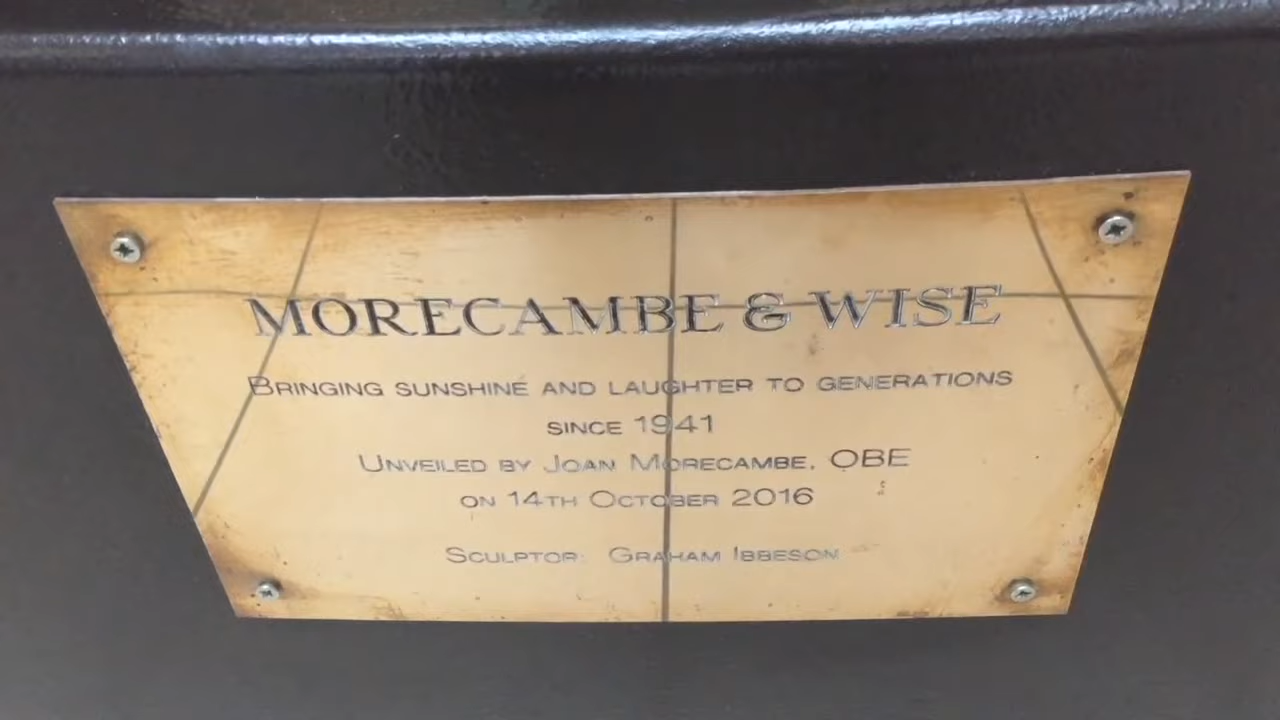 MORECAMBE & WISE
BRINGING SUNSHINE AND LAUGHTER TO GENERATIONS
SINCE 1941
UNVEILED BY JOAN MORECAMBE, OBE
ON 14TH OCTOBER 2016
SCULPTOR: GRAHAM IBBESON